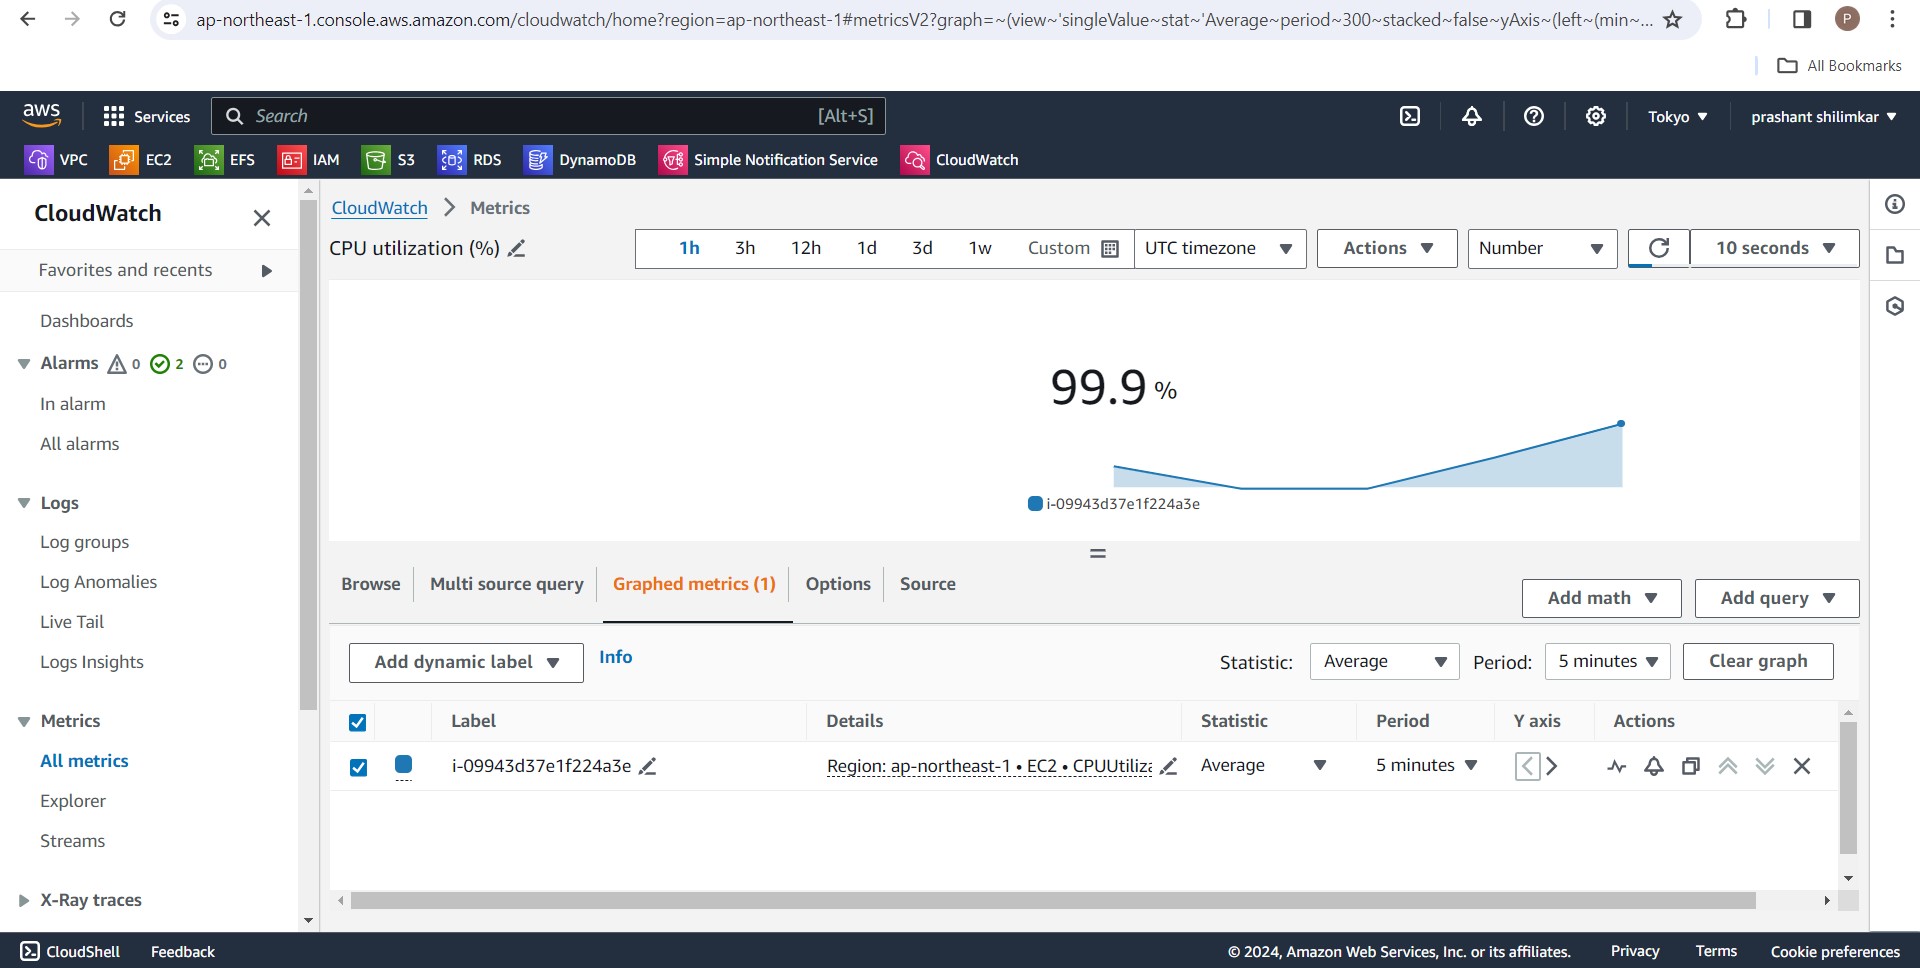 ap-northeast-1.console.aws.amazon.com/cloudwatch/home?region=ap-northeast-1#metricsV2?graph=~(view~'singleValue~stat~'Average~period~300~stacked~false~yAxis~(left~(min~...
P
All Bookmarks
aws
Services
Search
[Alt+S]
Tokyo
prashant shilimkar
VPC
EC2
EFS
IAM
S3
RDS
DynamoDB
Simple Notification Service
CloudWatch
CloudWatch
Favorites and recents
Dashboards
Alarms 0 2 0
In alarm
All alarms
Logs
Log groups
Log Anomalies
Live Tail
Logs Insights
Metrics
All metrics
Explorer
Streams
X-Ray traces
CloudWatch > Metrics
CPU utilization (%)
1h 3h 12h 1d 3d 1w Custom
UTC timezone
Actions
Number
10 seconds
99.9 %
i-09943d37e1f224a3e
Browse
Multi source query
Graphed metrics (1)
Options
Source
Add math
Add query
Add dynamic label
Info
Statistic: Average
Period: 5 minutes
Clear graph
Label Details Statistic Period Y axis Actions
i-09943d37e1f224a3e Region: ap-northeast-1 • EC2 • CPUUtiliza Average 5 minutes
CloudShell
Feedback
© 2024, Amazon Web Services, Inc. or its affiliates.
Privacy
Terms
Cookie preferences